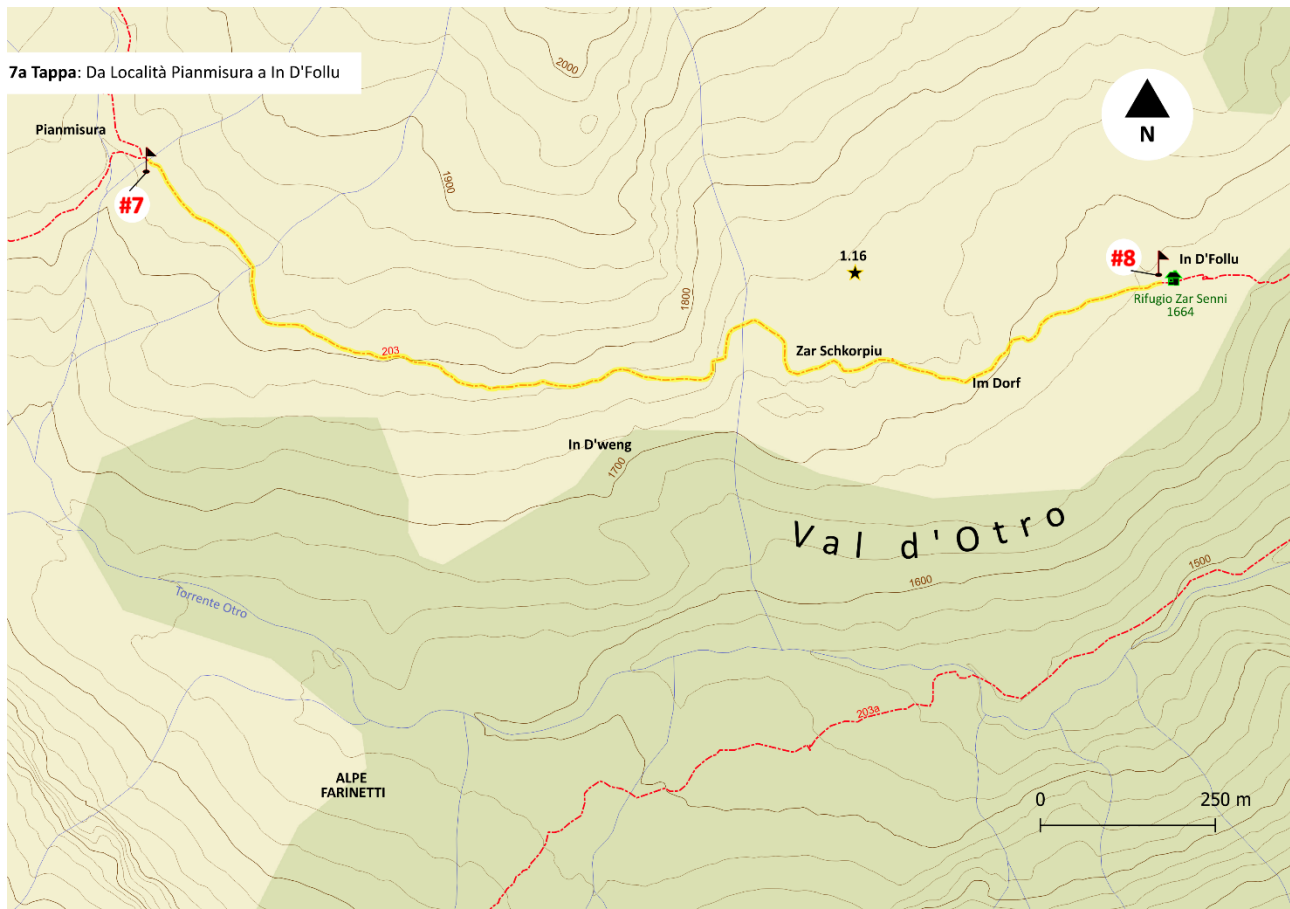 2000
7a Tappa: Da Località Pianmisura a In D'Follu
N
Pianmisura
1900
#7
1.16
#8
In D'Follu
Rifugio Zar Senni
1664
1800
203
Zar Schkorpiu
Im Dorf
In D'weng
1700
Val d'Otro
1500
1600
Torrente Otro
203a
ALPE
FARINETTI
0 250 m